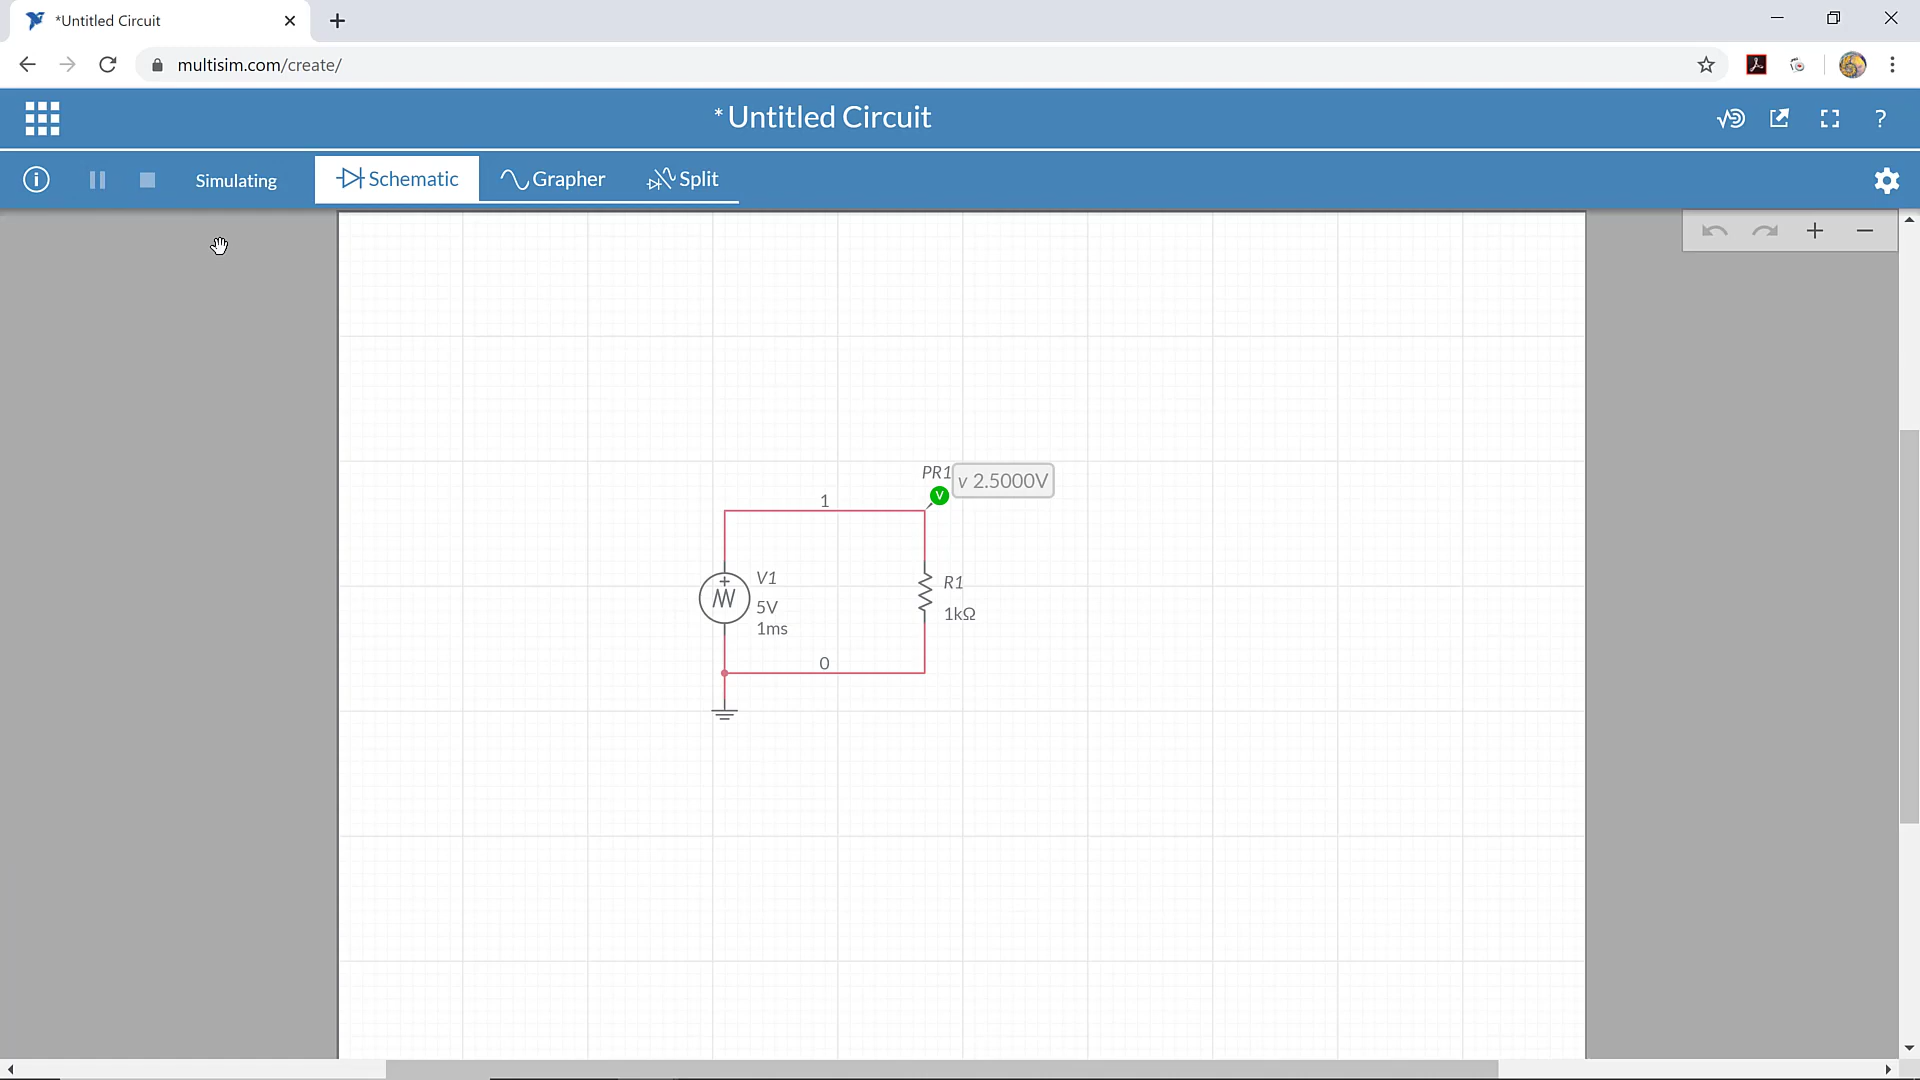 *Untitled Circuit
multisim.com/create/
* Untitled Circuit
?
Simulating
Schematic
Grapher
Split
PR1
v 2.5000V
V
1
V1
5V
1ms
R1
1kΩ
0